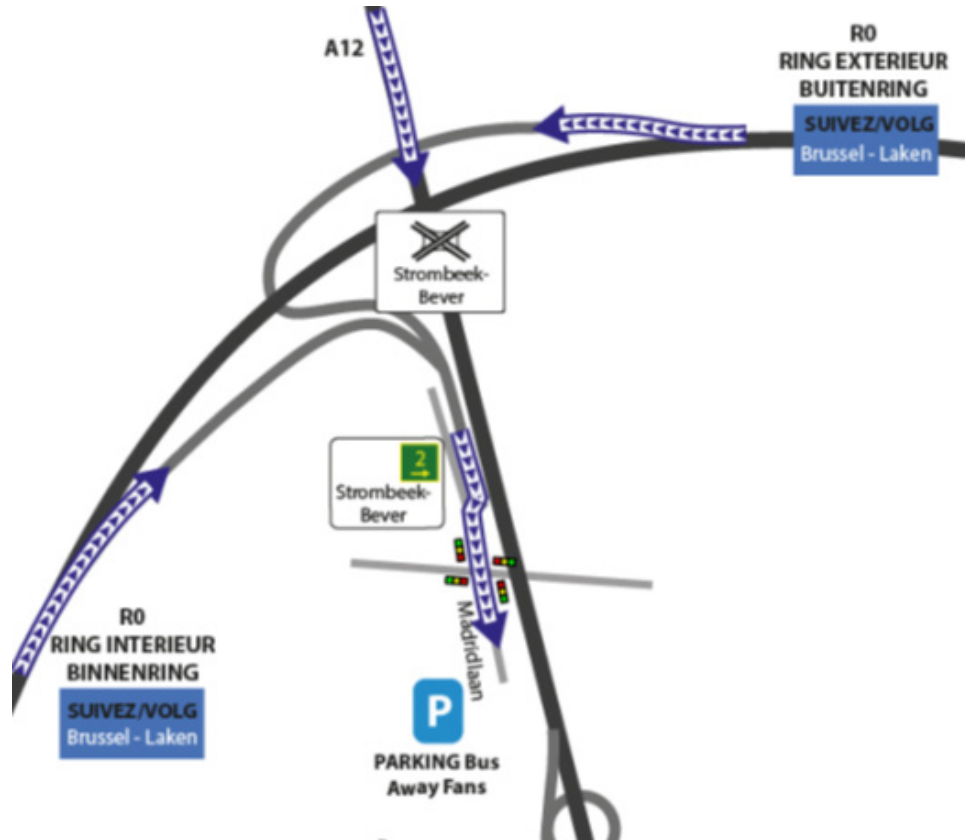 A12
R0
RING EXTERIEUR
BUITENRING
SUIVEZ/VOLG
Brussel - Laken
Strombeek-
Bever
2
Strombeek-
Bever
R0
RING INTERIEUR
BINNENRING
SUIVEZ/VOLG
Brussel - Laken
Madridlaan
P
PARKING Bus
Away Fans